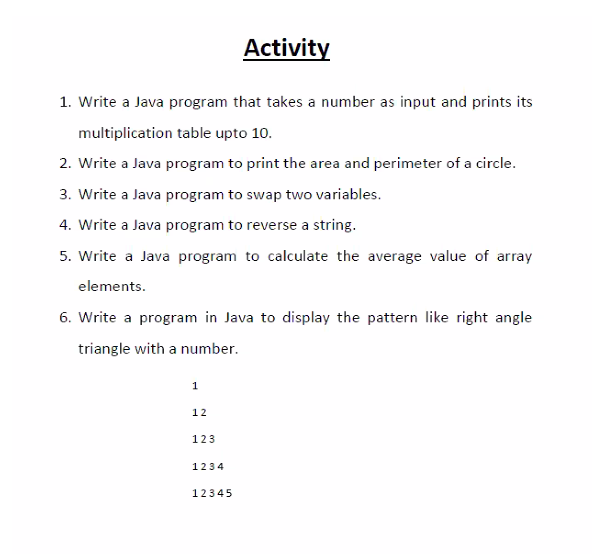 Activity
1. Write a Java program that takes a number as input and prints its
multiplication table upto 10.
2. Write a Java program to print the area and perimeter of a circle.
3. Write a Java program to swap two variables.
4. Write a Java program to reverse a string.
5. Write a Java program to calculate the average value of array
elements.
6. Write a program in Java to display the pattern like right angle
triangle with a number.
1
12
123
1234
12345